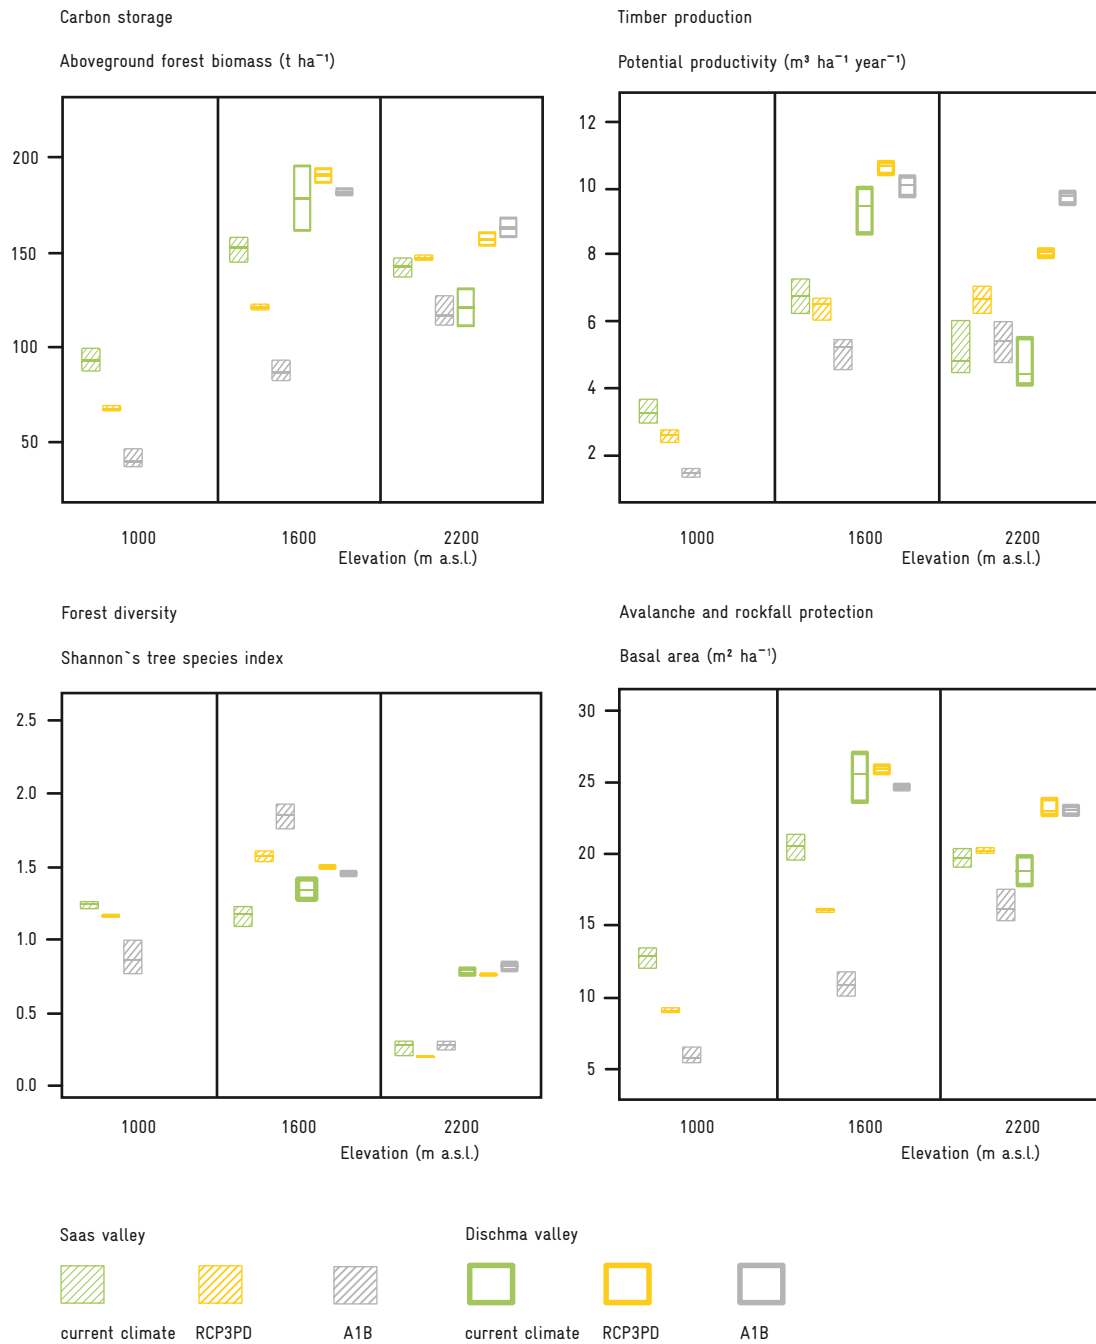 Carbon storage
Aboveground forest biomass (t ha⁻¹)
200
150
100
50
1000 1600 2200
Elevation (m a.s.l.)
Timber production
Potential productivity (m³ ha⁻¹ year⁻¹)
12
10
8
6
4
2
1000 1600 2200
Elevation (m a.s.l.)
Forest diversity
Shannon`s tree species index
2.5
2.0
1.5
1.0
0.5
0.0
1000 1600 2200
Elevation (m a.s.l.)
Avalanche and rockfall protection
Basal area (m² ha⁻¹)
30
25
20
15
10
5
1000 1600 2200
Elevation (m a.s.l.)
Saas valley
current climate RCP3PD A1B
Dischma valley
current climate RCP3PD A1B